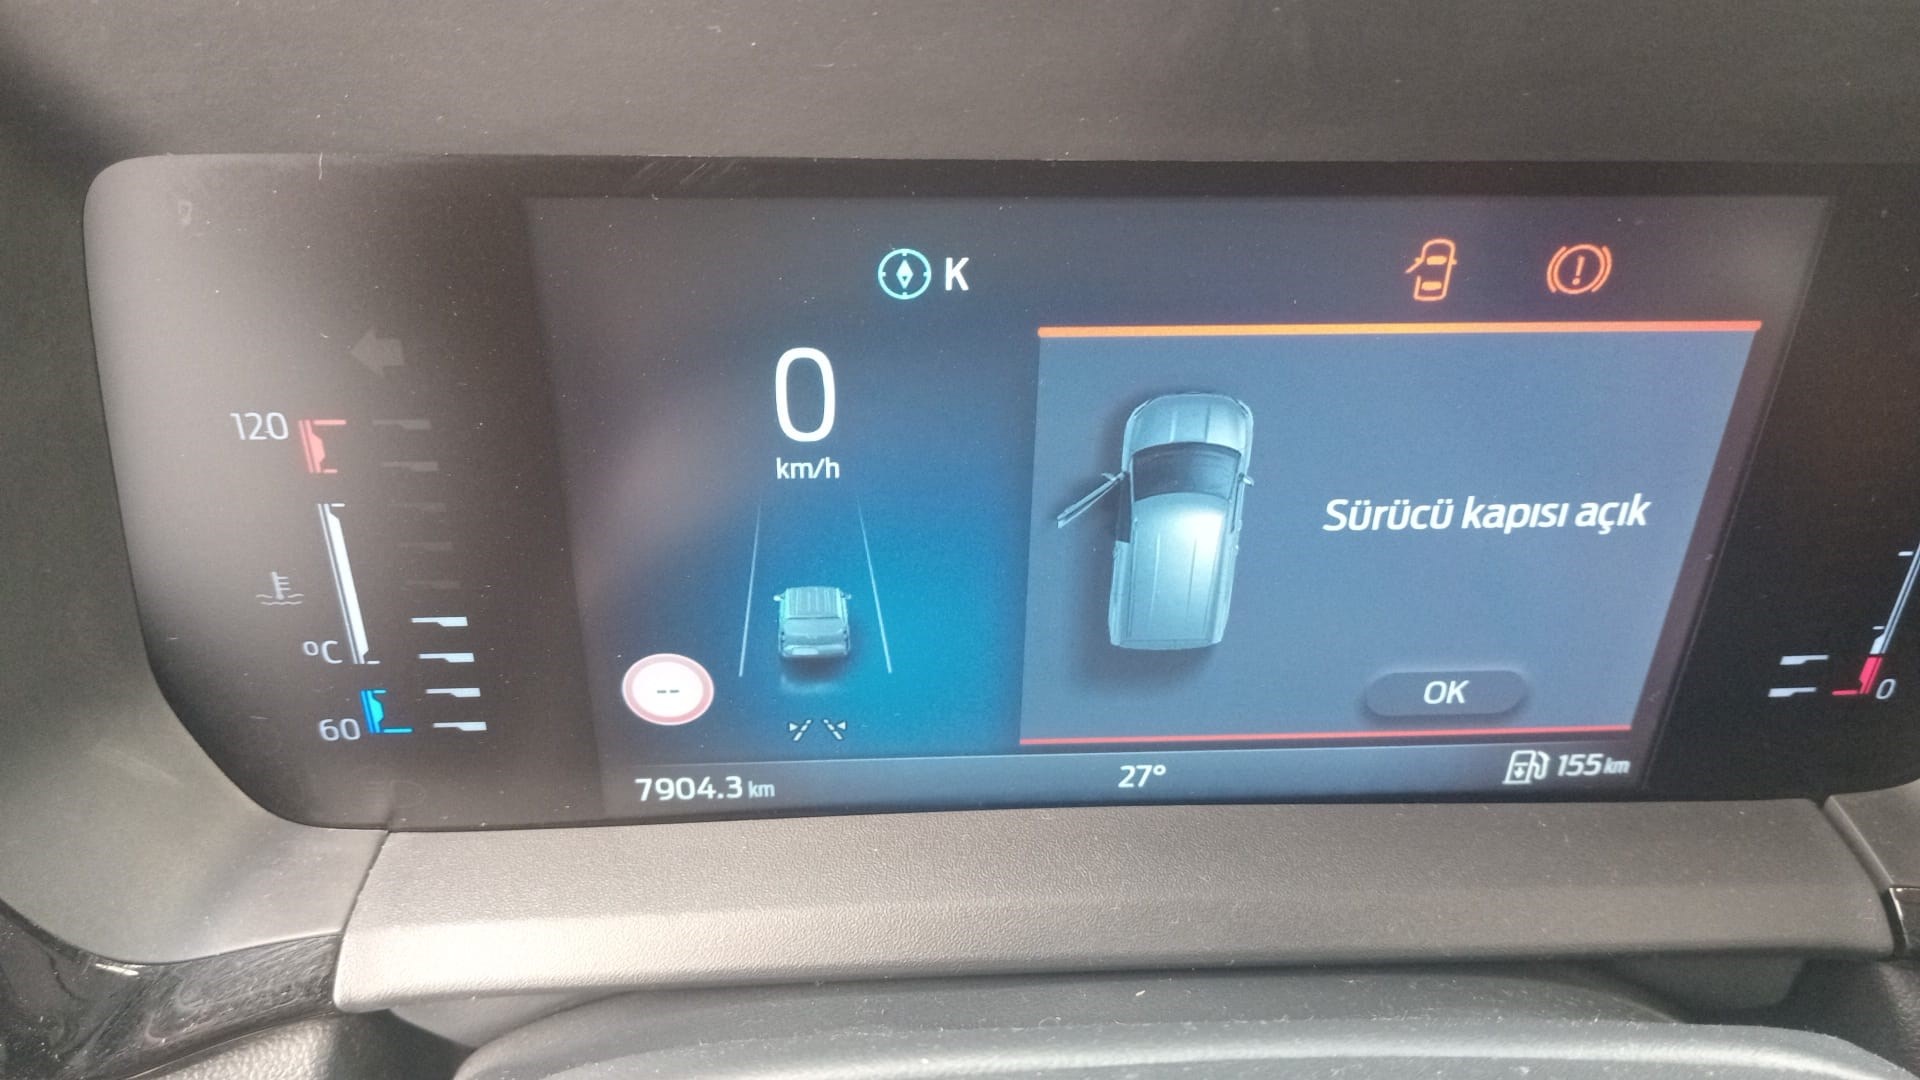 K
0
km/h
120
°C
60
--
Sürücü kapısı açık
OK
0
7904.3 km
27°
155 km